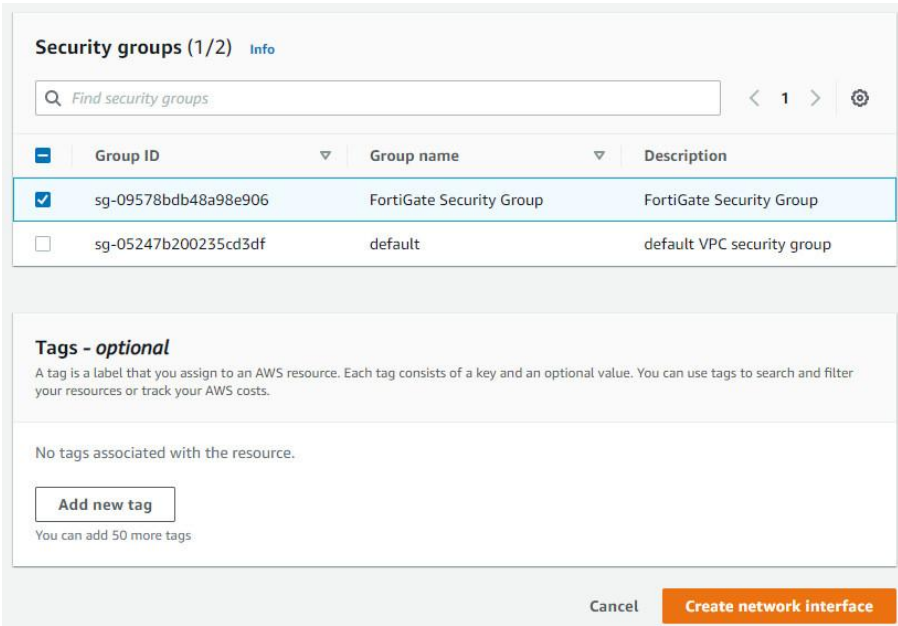 Security groups (1/2) Info
Find security groups
1
Group ID Group name Description
sg-09578bdb48a98e906 FortiGate Security Group FortiGate Security Group
sg-05247b200235cd3df default default VPC security group
Tags - optional
A tag is a label that you assign to an AWS resource. Each tag consists of a key and an optional value. You can use tags to search and filter
your resources or track your AWS costs.
No tags associated with the resource.
Add new tag
You can add 50 more tags
Cancel Create network interface